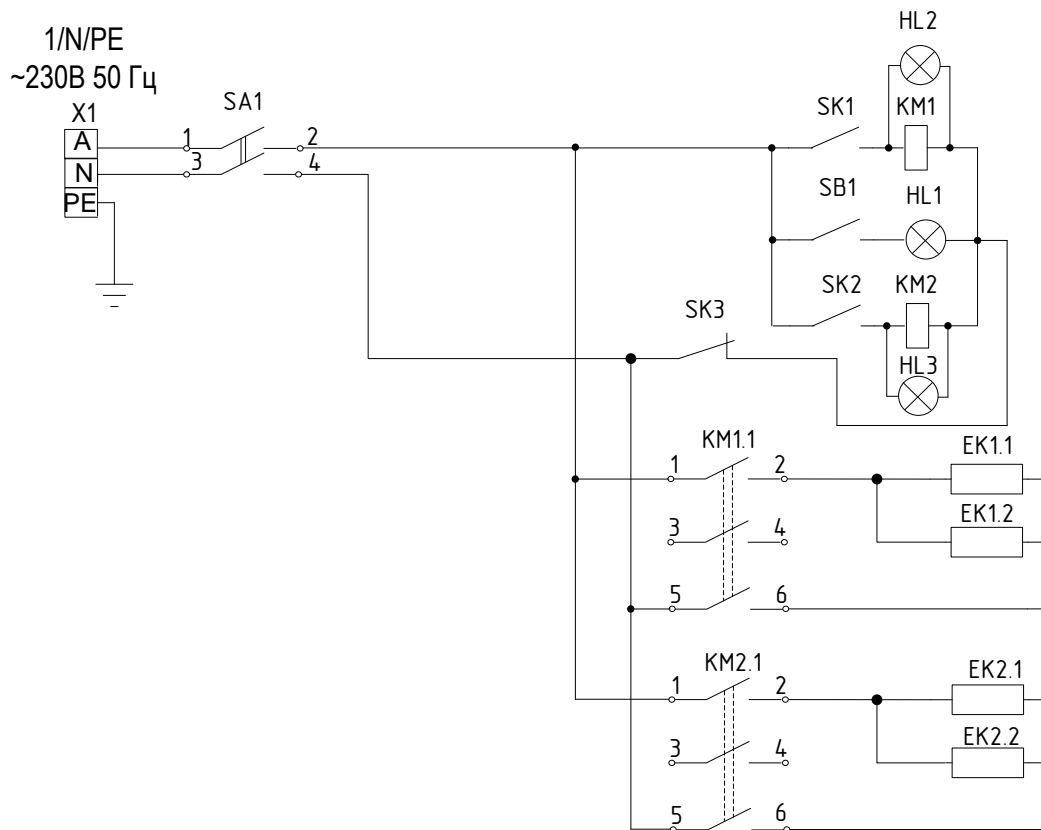 1/N/PE
~230В 50 Гц
X1
A
N
PE
SA1
1 2
3 4
HL2
SK1 KM1
SB1 HL1
SK2 KM2
SK3
HL3
KM1.1
1 2
EK1.1
EK1.2
3 4
5 6
KM2.1
1 2
EK2.1
EK2.2
3 4
5 6